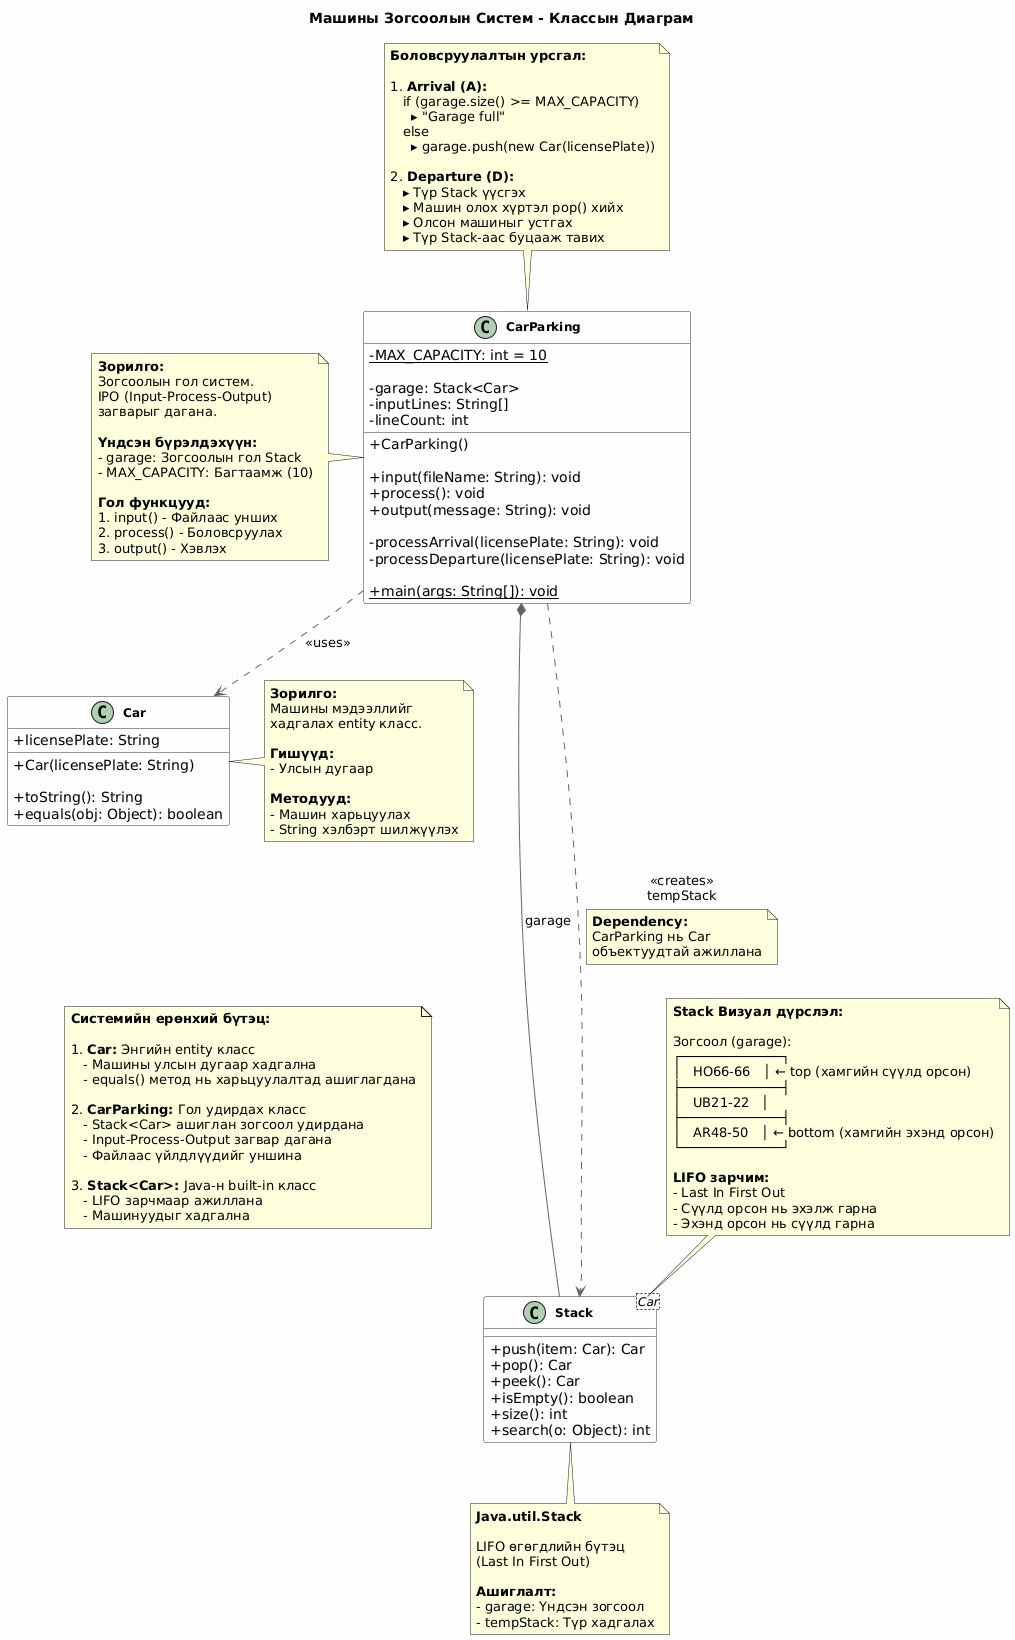 Машины Зогсоолын Систем - Классын Диаграм
Боловсруулалтын урсгал:
1. Arrival (A):
if (garage.size() >= MAX_CAPACITY)
▸ "Garage full"
else
▸ garage.push(new Car(licensePlate))
2. Departure (D):
▸ Түр Stack үүсгэх
▸ Машин олох хүртэл pop() хийх
▸ Олсон машиныг устгах
▸ Түр Stack-аас буцааж тавих
C CarParking
-MAX_CAPACITY: int = 10
-garage: Stack<Car>
-inputLines: String[]
-lineCount: int
+CarParking()
+input(fileName: String): void
+process(): void
+output(message: String): void
-processArrival(licensePlate: String): void
-processDeparture(licensePlate: String): void
+main(args: String[]): void
Зорилго:
Зогсоолын гол систем.
IPO (Input-Process-Output)
загварыг дагана.
Үндсэн бүрэлдэхүүн:
- garage: Зогсоолын гол Stack
- MAX_CAPACITY: Багтаамж (10)
Гол функцууд:
1. input() - Файлаас унших
2. process() - Боловсруулах
3. output() - Хэвлэх
«uses»
C Car
+licensePlate: String
+Car(licensePlate: String)
+toString(): String
+equals(obj: Object): boolean
Зорилго:
Машины мэдээллийг
хадгалах entity класс.
Гишүүд:
- Улсын дугаар
Методууд:
- Машин харьцуулах
- String хэлбэрт шилжүүлэх
garage
«creates»
tempStack
Dependency:
CarParking нь Car
объектуудтай ажиллана
Системийн ерөнхий бүтэц:
1. Car: Энгийн entity класс
- Машины улсын дугаар хадгална
- equals() метод нь харьцуулалтад ашиглагдана
2. CarParking: Гол удирдах класс
- Stack<Car> ашиглан зогсоол удирдана
- Input-Process-Output загвар дагана
- Файлаас үйлдлүүдийг уншина
3. Stack<Car>: Java-н built-in класс
- LIFO зарчмаар ажиллана
- Машинуудыг хадгална
Stack Визуал дүрслэл:
Зогсоол (garage):
HO66-66 │ ← top (хамгийн сүүлд орсон)
UB21-22 │
AR48-50 │ ← bottom (хамгийн эхэнд орсон)
LIFO зарчим:
- Last In First Out
- Сүүлд орсон нь эхэлж гарна
- Эхэнд орсон нь сүүлд гарна
C Stack
Car
+push(item: Car): Car
+pop(): Car
+peek(): Car
+isEmpty(): boolean
+size(): int
+search(o: Object): int
Java.util.Stack
LIFO өгөгдлийн бүтэц
(Last In First Out)
Ашиглалт:
- garage: Үндсэн зогсоол
- tempStack: Түр хадгалах